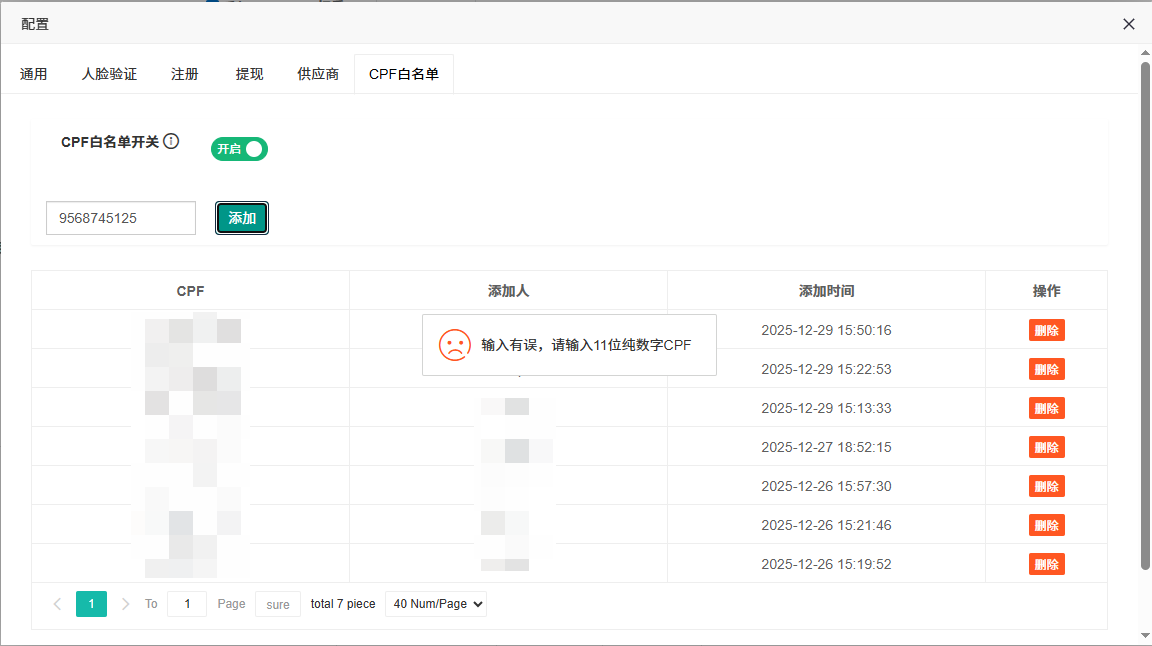 配置
通用 人脸验证 注册 提现 供应商 CPF白名单
CPF白名单开关
开启
9568745125 添加
CPF 添加人 添加时间 操作
2025-12-29 15:50:16 删除
输入有误，请输入11位纯数字CPF
2025-12-29 15:22:53 删除
2025-12-29 15:13:33 删除
2025-12-27 18:52:15 删除
2025-12-26 15:57:30 删除
2025-12-26 15:21:46 删除
2025-12-26 15:19:52 删除
1 To 1 Page sure total 7 piece 40 Num/Page